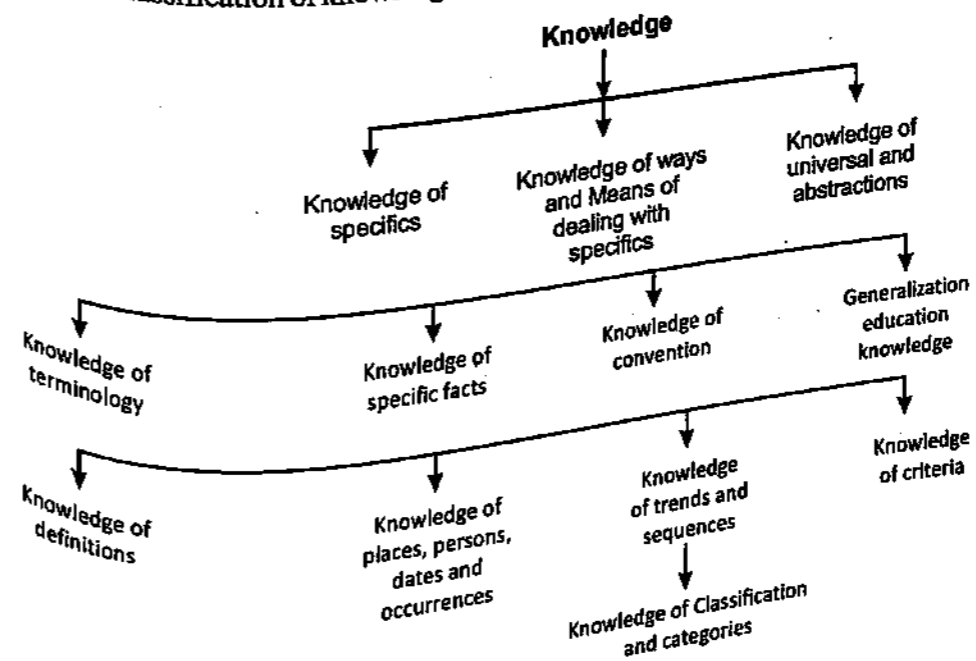 Knowledge
Knowledge of
specifics
Knowledge of ways
and Means of
dealing with
specifics
Knowledge of
universal and
abstractions
Knowledge of
terminology
Knowledge of
specific facts
Knowledge of
convention
Generalization
education
knowledge
Knowledge of
definitions
Knowledge of
places, persons,
dates and
occurrences
Knowledge
of trends and
sequences
Knowledge
of criteria
Knowledge of Classification
and categories